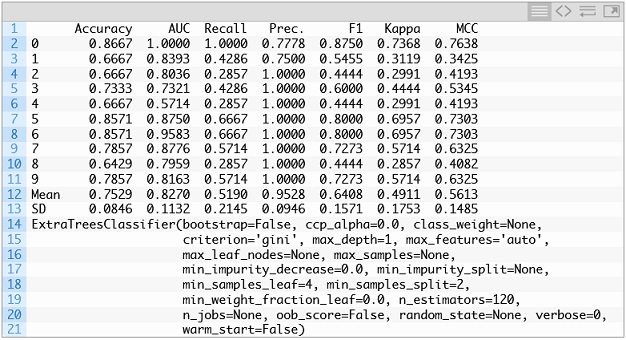 1 Accuracy AUC Recall Prec. F1 Kappa MCC
2 0 0.8667 1.0000 1.0000 0.7778 0.8750 0.7368 0.7638
3 1 0.6667 0.8393 0.4286 0.7500 0.5455 0.3119 0.3425
4 2 0.6667 0.8036 0.2857 1.0000 0.4444 0.2991 0.4193
5 3 0.7333 0.7321 0.4286 1.0000 0.6000 0.4444 0.5345
6 4 0.6667 0.5714 0.2857 1.0000 0.4444 0.2991 0.4193
7 5 0.8571 0.8750 0.6667 1.0000 0.8000 0.6957 0.7303
8 6 0.8571 0.9583 0.6667 1.0000 0.8000 0.6957 0.7303
9 7 0.7857 0.8776 0.5714 1.0000 0.7273 0.5714 0.6325
10 8 0.6429 0.7959 0.2857 1.0000 0.4444 0.2857 0.4082
11 9 0.7857 0.8163 0.5714 1.0000 0.7273 0.5714 0.6325
12 Mean 0.7529 0.8270 0.5190 0.9528 0.6408 0.4911 0.5613
13 SD 0.0846 0.1132 0.2145 0.0946 0.1571 0.1753 0.1485
14 ExtraTreesClassifier(bootstrap=False, ccp_alpha=0.0, class_weight=None,
15 criterion='gini', max_depth=1, max_features='auto',
16 max_leaf_nodes=None, max_samples=None,
17 min_impurity_decrease=0.0, min_impurity_split=None,
18 min_samples_leaf=4, min_samples_split=2,
19 min_weight_fraction_leaf=0.0, n_estimators=120,
20 n_jobs=None, oob_score=False, random_state=None, verbose=0,
21 warm_start=False)